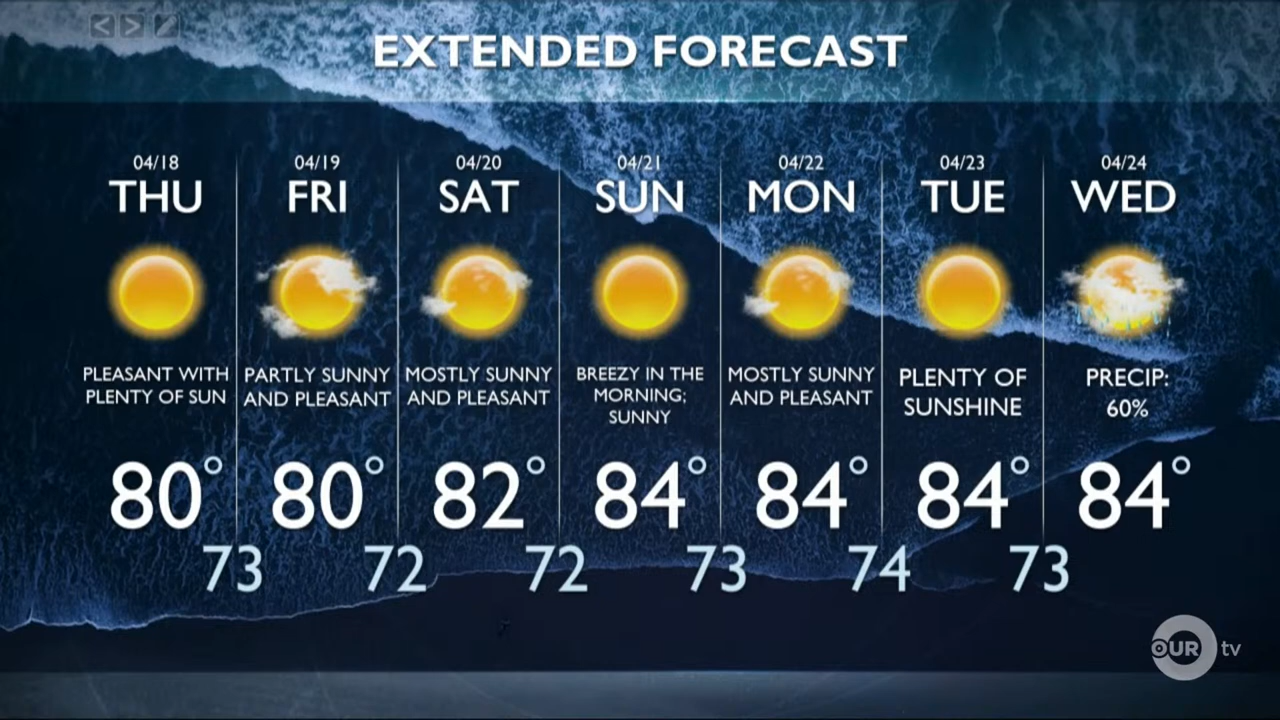 EXTENDED FORECAST
04/18
THU
PLEASANT WITH
PLENTY OF SUN
80°
73
04/19
FRI
PARTLY SUNNY
AND PLEASANT
80°
72
04/20
SAT
MOSTLY SUNNY
AND PLEASANT
82°
72
04/21
SUN
BREEZY IN THE
MORNING;
SUNNY
84°
73
04/22
MON
MOSTLY SUNNY
AND PLEASANT
84°
74
04/23
TUE
PLENTY OF
SUNSHINE
84°
73
04/24
WED
PRECIP:
60%
84°
OUR tv